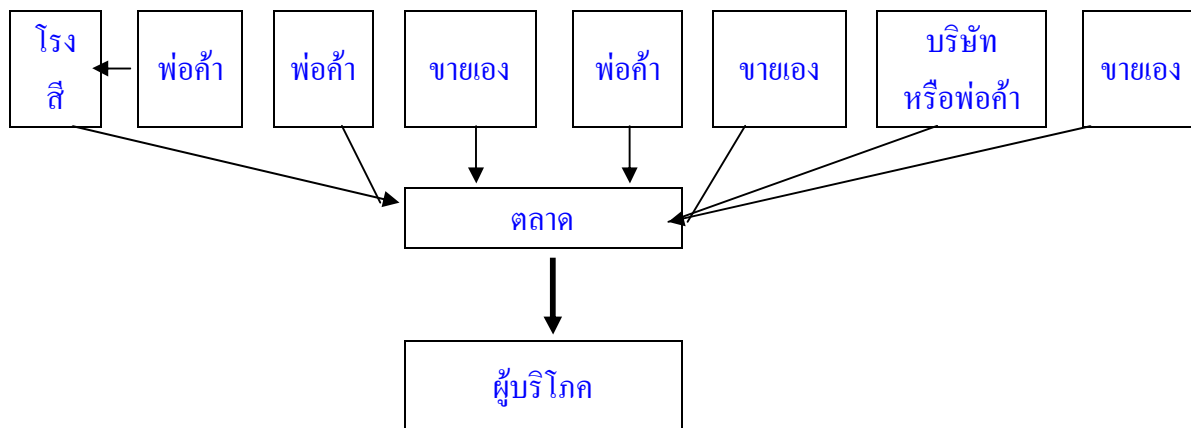 โรง
สี
พ่อค้า
พ่อค้า
ขายเอง
พ่อค้า
ขายเอง
บริษัท
หรือพ่อค้า
ขายเอง
ตลาด
ผู้บริโภค